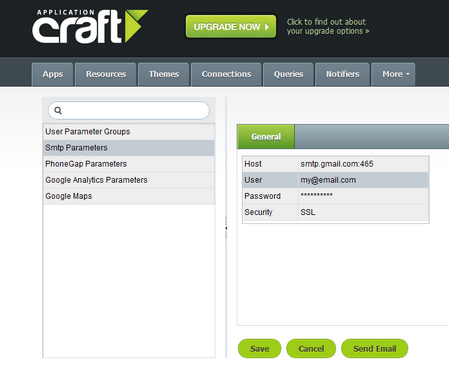 APPLICATION
craft
UPGRADE NOW
Click to find out about
your upgrade options »
Apps
Resources
Themes
Connections
Queries
Notifiers
More
User Parameter Groups
Smtp Parameters
PhoneGap Parameters
Google Analytics Parameters
Google Maps
General
Host smtp.gmail.com:465
User my@email.com
Password **********
Security SSL
Save
Cancel
Send Email